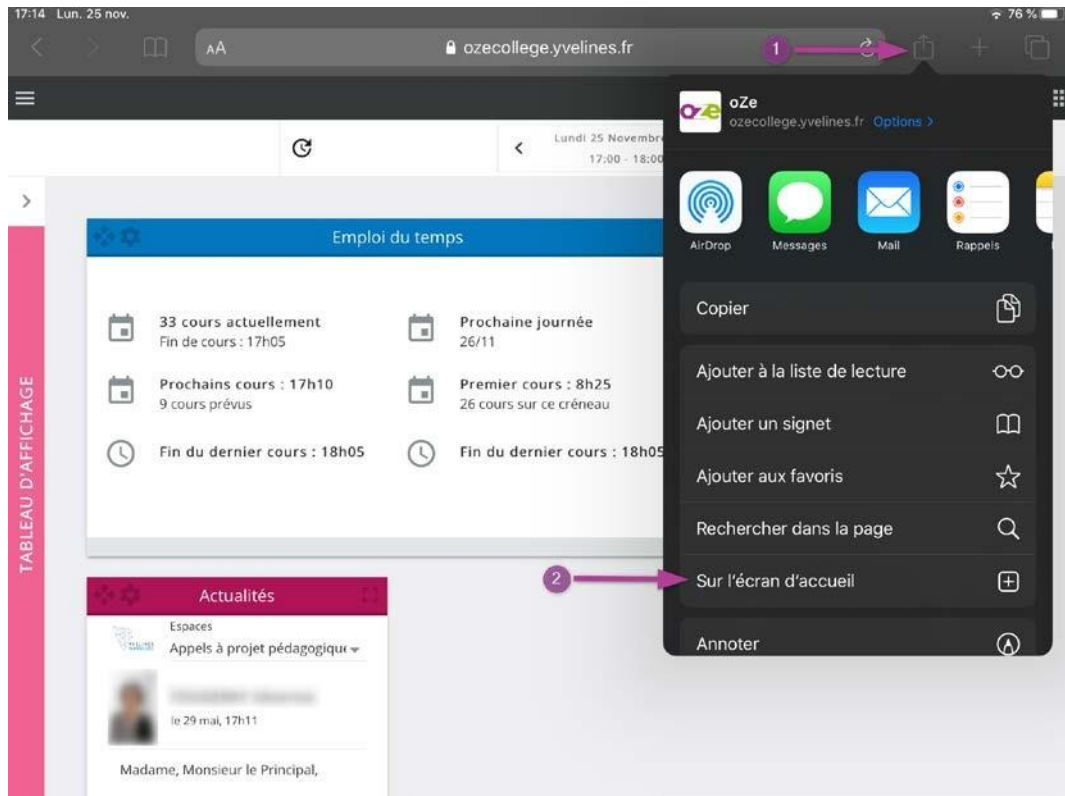 17:14 Lun. 25 nov.
76 %
AA
ozecollege.yvelines.fr
1
oZe
oZe
ozecollege.yvelines.fr Options >
Lundi 25 Novembre
17:00 - 18:00
AirDrop
Messages
Mail
Rappels
Emploi du temps
33 cours actuellement
Fin de cours : 17h05
Prochaine journée
26/11
Prochains cours : 17h10
9 cours prévus
Premier cours : 8h25
26 cours sur ce créneau
Fin du dernier cours : 18h05
Fin du dernier cours : 18h05
Copier
Ajouter à la liste de lecture
Ajouter un signet
Ajouter aux favoris
Rechercher dans la page
2
Sur l'écran d'accueil
Annoter
TABLEAU D'AFFICHAGE
Actualités
Espaces
Appels à projet pédagogique
le 29 mai, 17h11
Madame, Monsieur le Principal,